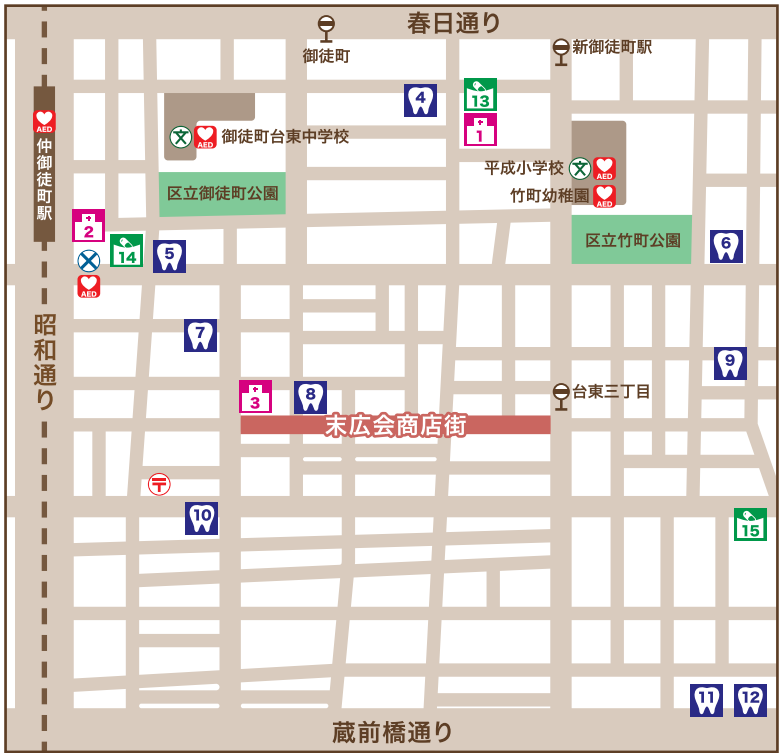 春日通り
御徒町
新御徒町駅
4
13
1
AED
御徒町台東中学校
文
AED
仲御徒町駅
平成小学校
文
AED
竹町幼稚園
AED
区立御徒町公園
2
14
5
区立竹町公園
6
AED
昭和通り
7
9
3
8
台東三丁目
末広会商店街
〒
10
15
11
12
蔵前橋通り